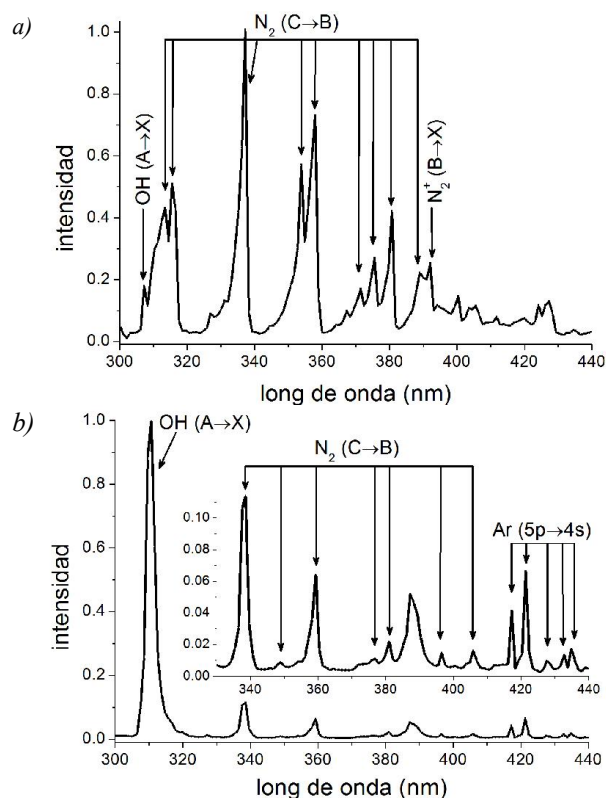 a)
N₂ (C→B)
OH (A→X)
N₂⁺ (B→X)
intensidad
1.0
0.8
0.6
0.4
0.2
0.0
300 320 340 360 380 400 420 440
long de onda (nm)
b)
OH (A→X)
N₂ (C→B)
Ar (5p→4s)
intensidad
1.0
0.8
0.6
0.4
0.2
0.0
0.10
0.08
0.06
0.04
0.02
0.00
340 360 380 400 420 440
300 320 340 360 380 400 420 440
long de onda (nm)